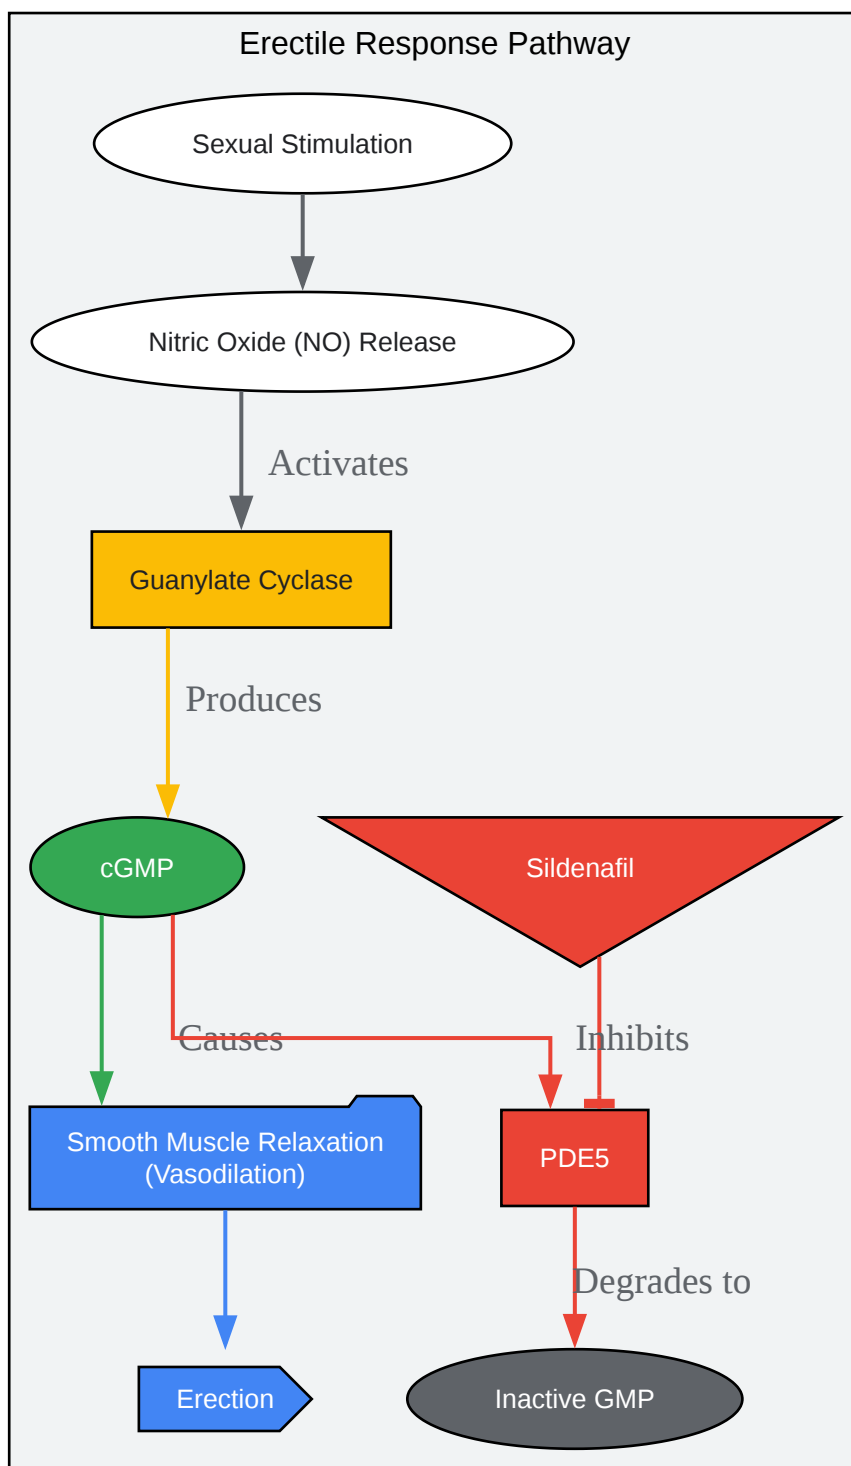 Erectile Response Pathway
Sexual Stimulation
Nitric Oxide (NO) Release
Activates
Guanylate Cyclase
Produces
cGMP
Sildenafil
Causes
Inhibits
Smooth Muscle Relaxation
(Vasodilation)
PDE5
Degrades to
Erection
Inactive GMP